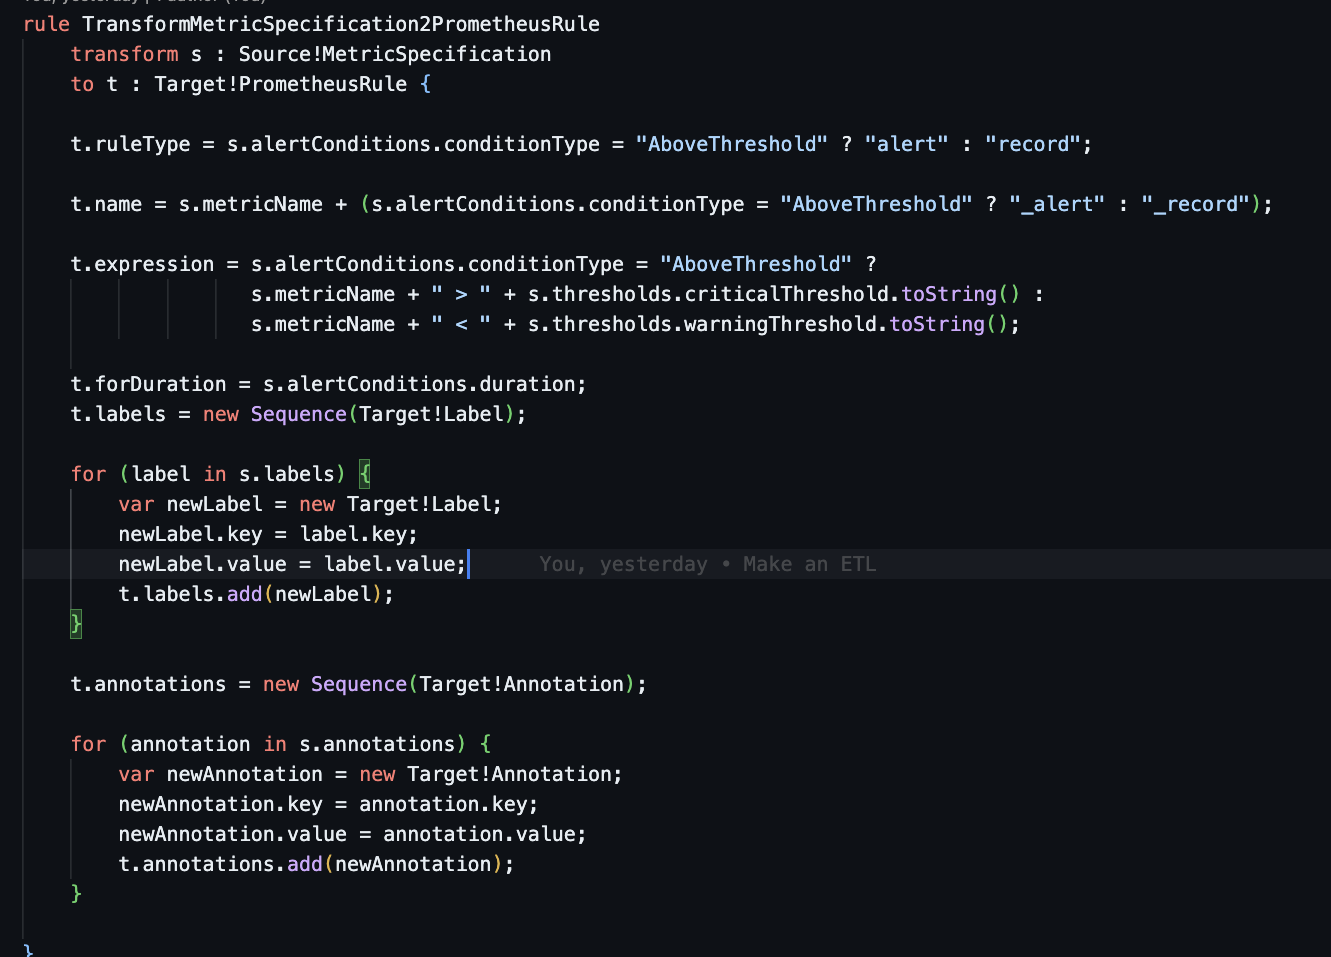 rule TransformMetricSpecification2PrometheusRule
transform s : Source!MetricSpecification
to t : Target!PrometheusRule {
t.ruleType = s.alertConditions.conditionType = "AboveThreshold" ? "alert" : "record";
t.name = s.metricName + (s.alertConditions.conditionType = "AboveThreshold" ? "_alert" : "_record");
t.expression = s.alertConditions.conditionType = "AboveThreshold" ?
s.metricName + " > " + s.thresholds.criticalThreshold.toString() :
s.metricName + " < " + s.thresholds.warningThreshold.toString();
t.forDuration = s.alertConditions.duration;
t.labels = new Sequence(Target!Label);
for (label in s.labels) {
var newLabel = new Target!Label;
newLabel.key = label.key;
newLabel.value = label.value; You, yesterday • Make an ETL
t.labels.add(newLabel);
}
t.annotations = new Sequence(Target!Annotation);
for (annotation in s.annotations) {
var newAnnotation = new Target!Annotation;
newAnnotation.key = annotation.key;
newAnnotation.value = annotation.value;
t.annotations.add(newAnnotation);
}
}